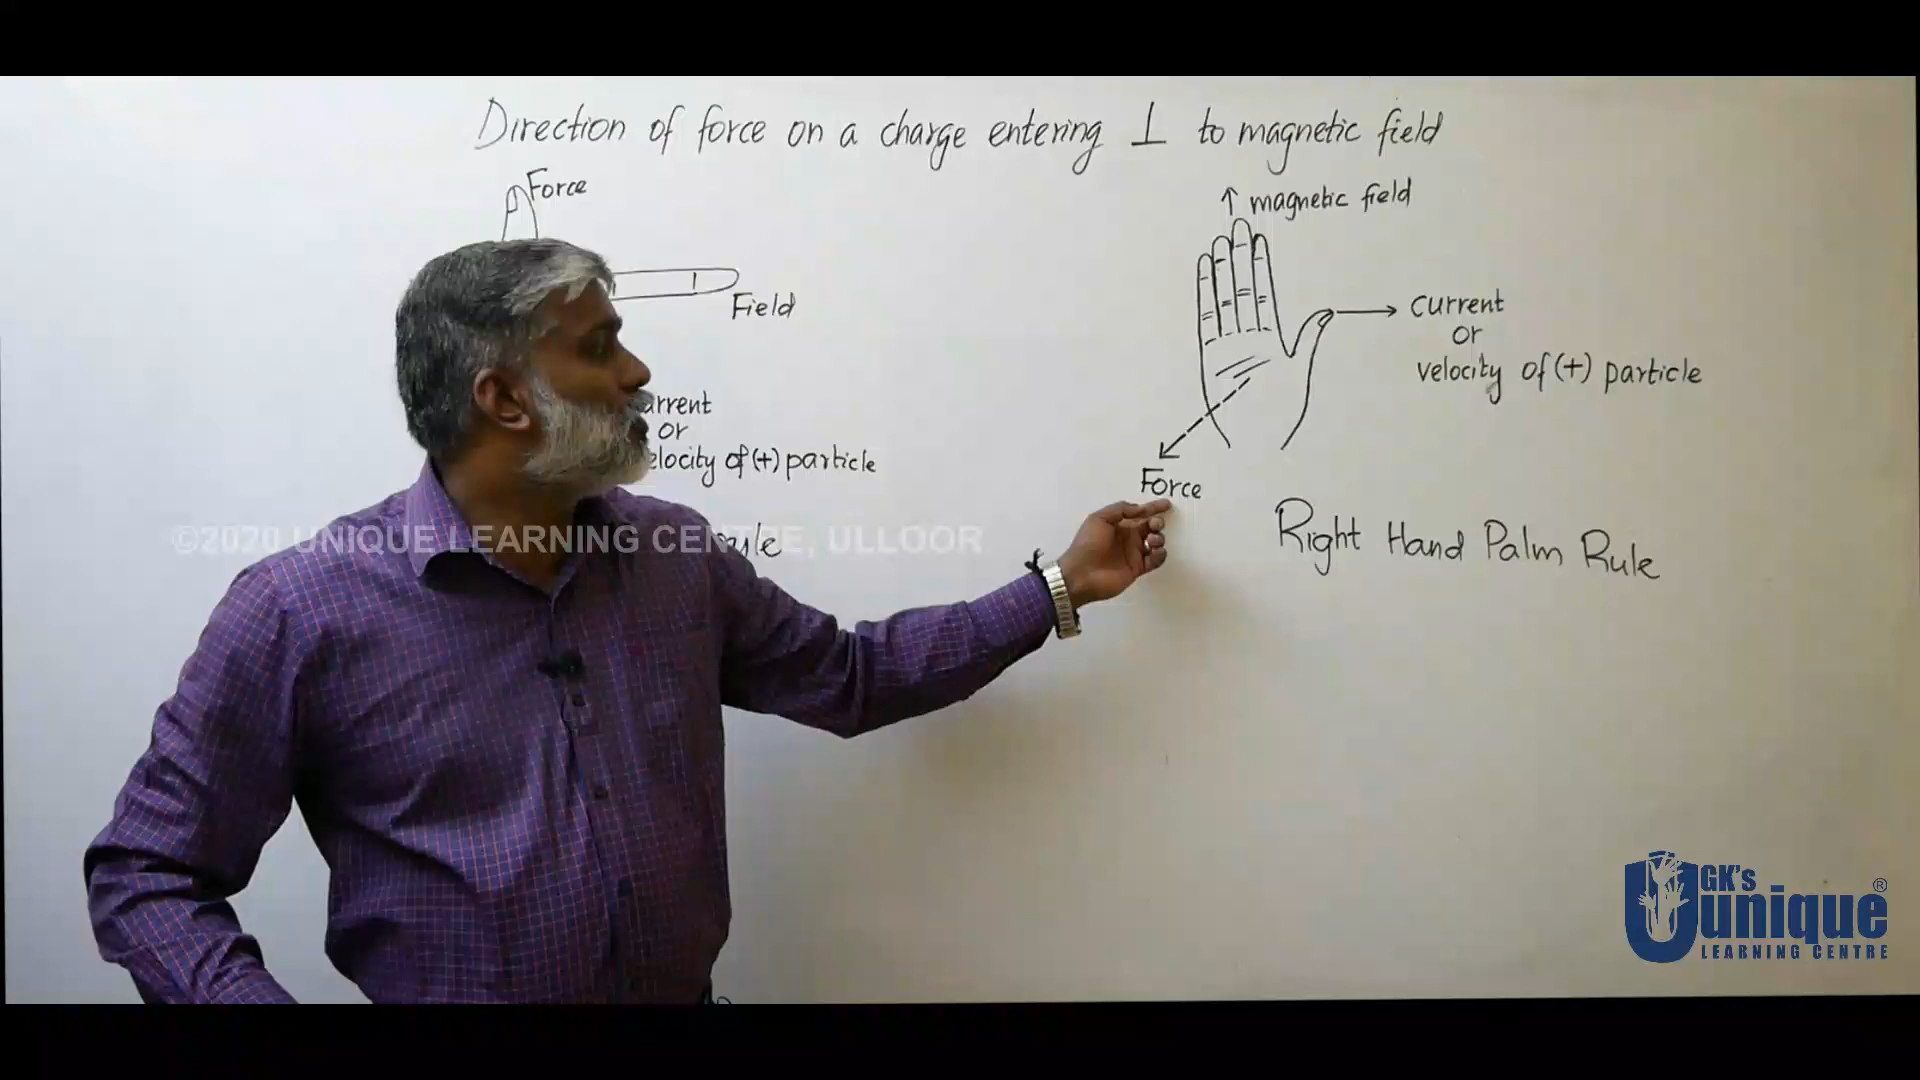 Direction of force on a charge entering ⊥ to magnetic field
Force
Field
or
of (+) particle
↑ magnetic field
current
or
velocity of (+) particle
Force
Right Hand Palm Rule
©2020 UNIQUE LEARNING CENTRE, ULLOOR
GK's
unique®
LEARNING CENTRE